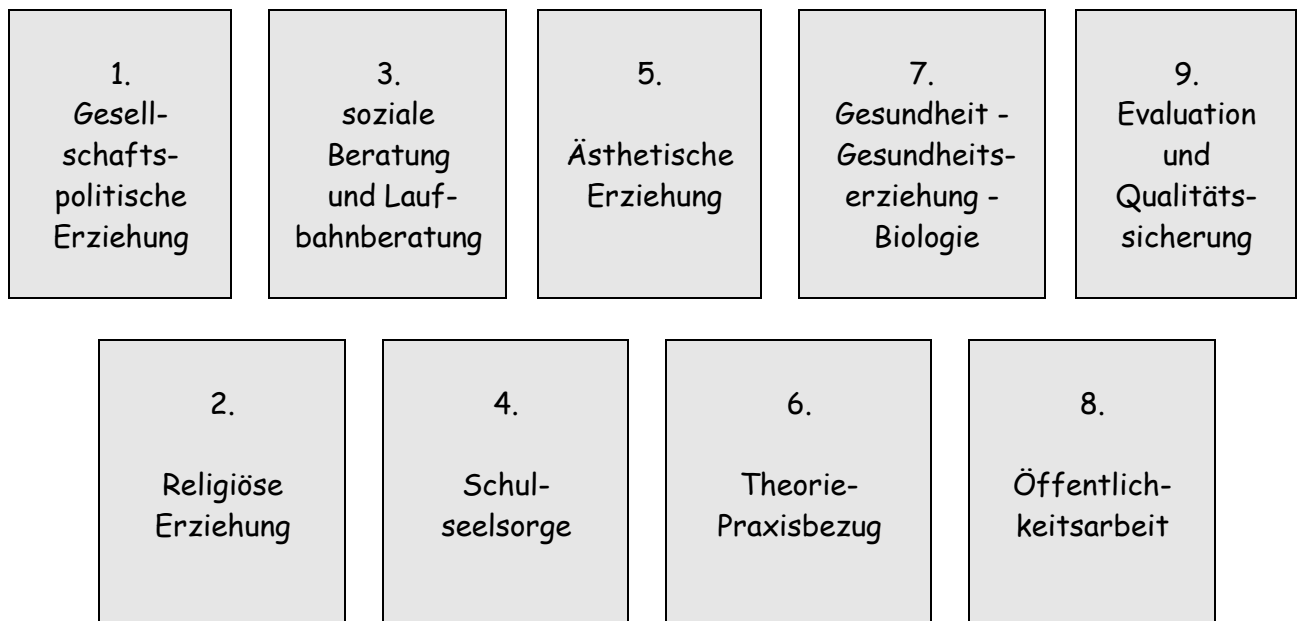 1.
Gesell-
schafts-
politische
Erziehung
3.
soziale
Beratung
und Lauf-
bahnberatung
5.
Ästhetische
Erziehung
7.
Gesundheit -
Gesundheits-
erziehung -
Biologie
9.
Evaluation
und
Qualitäts-
sicherung
2.
Religiöse
Erziehung
4.
Schul-
seelsorge
6.
Theorie-
Praxisbezug
8.
Öffentlich-
keitsarbeit